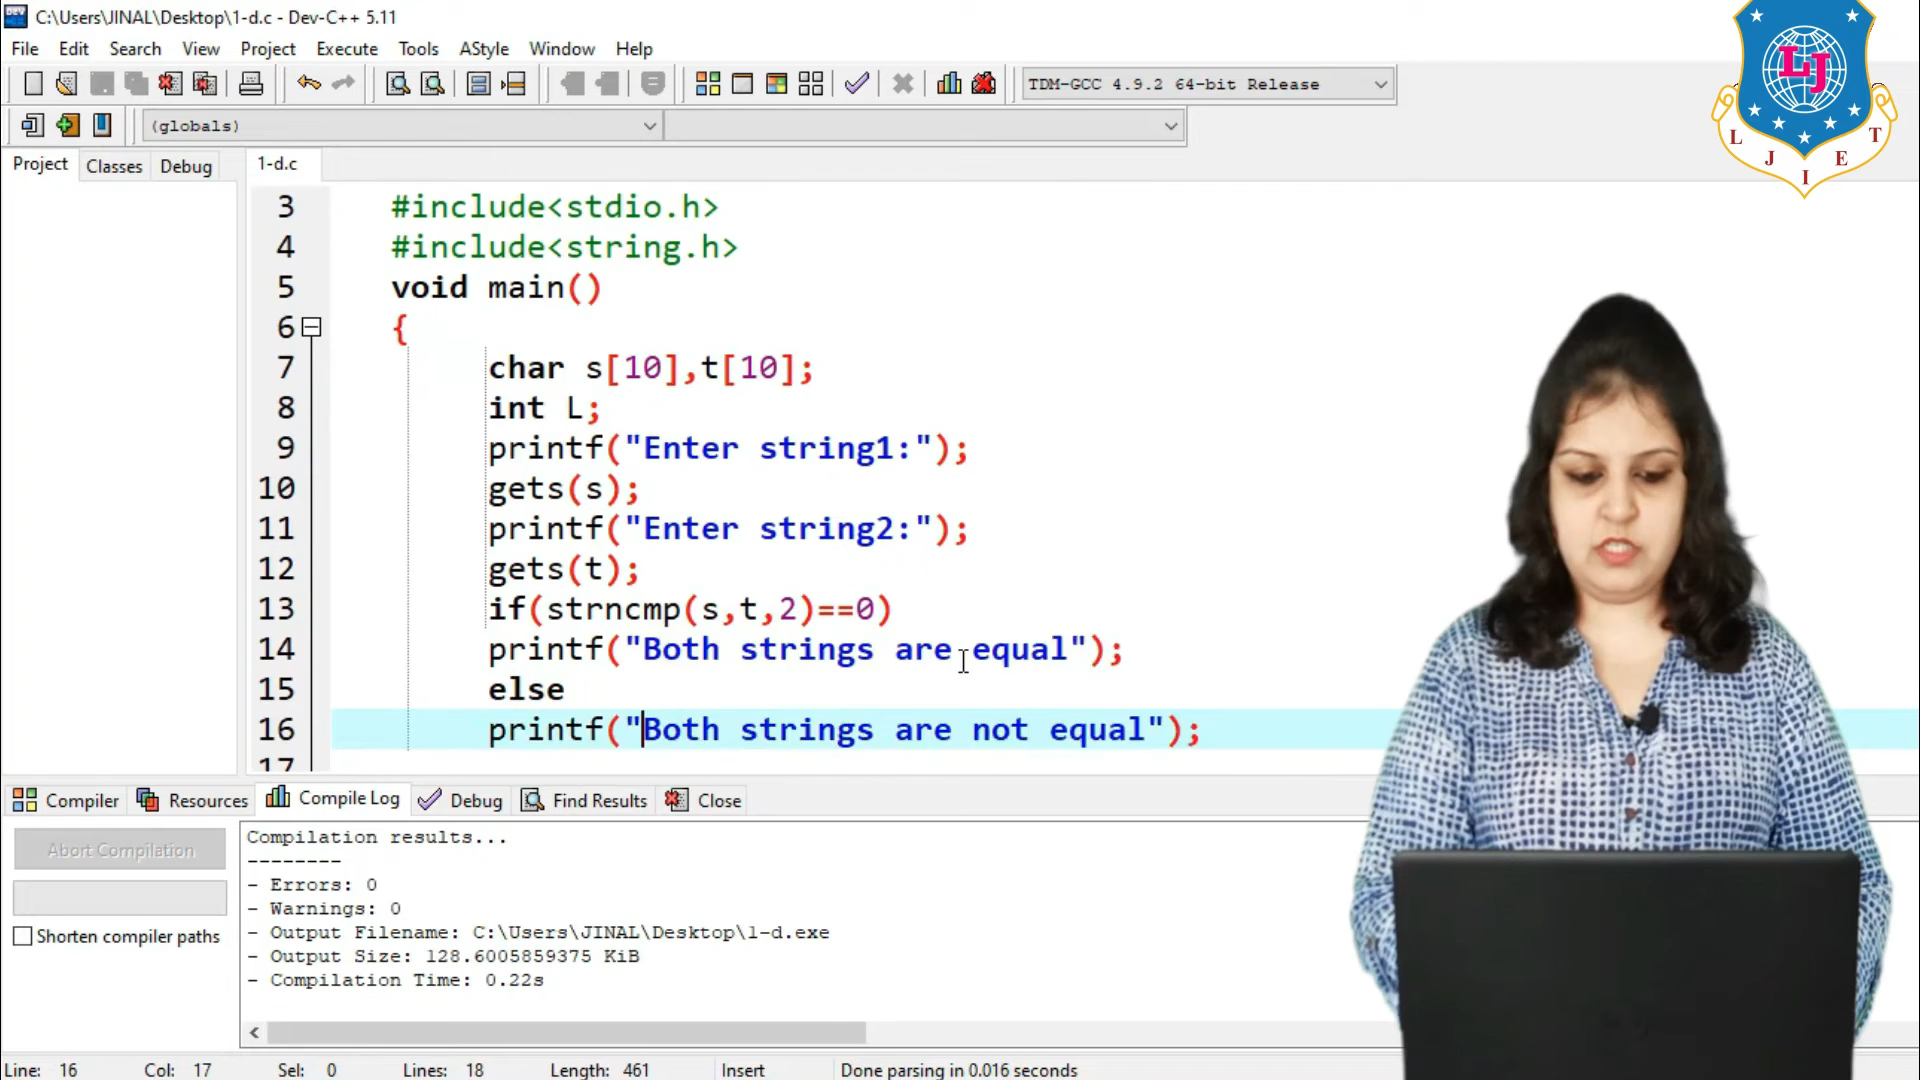 C:\Users\JINAL\Desktop\1-d.c - Dev-C++ 5.11
File Edit Search View Project Execute Tools AStyle Window Help
TDM-GCC 4.9.2 64-bit Release
(globals)
Project Classes Debug 1-d.c
3 #include<stdio.h>
4 #include<string.h>
5 void main()
6 {
7 char s[10],t[10];
8 int L;
9 printf("Enter string1:");
10 gets(s);
11 printf("Enter string2:");
12 gets(t);
13 if(strncmp(s,t,2)==0)
14 printf("Both strings are equal");
15 else
16 printf("Both strings are not equal");
17
Compiler Resources Compile Log Debug Find Results Close
Abort Compilation
Shorten compiler paths
Compilation results...
--------
- Errors: 0
- Warnings: 0
- Output Filename: C:\Users\JINAL\Desktop\1-d.exe
- Output Size: 128.6005859375 KiB
- Compilation Time: 0.22s
Line: 16 Col: 17 Sel: 0 Lines: 18 Length: 461 Insert Done parsing in 0.016 seconds
LJ
L J I E T